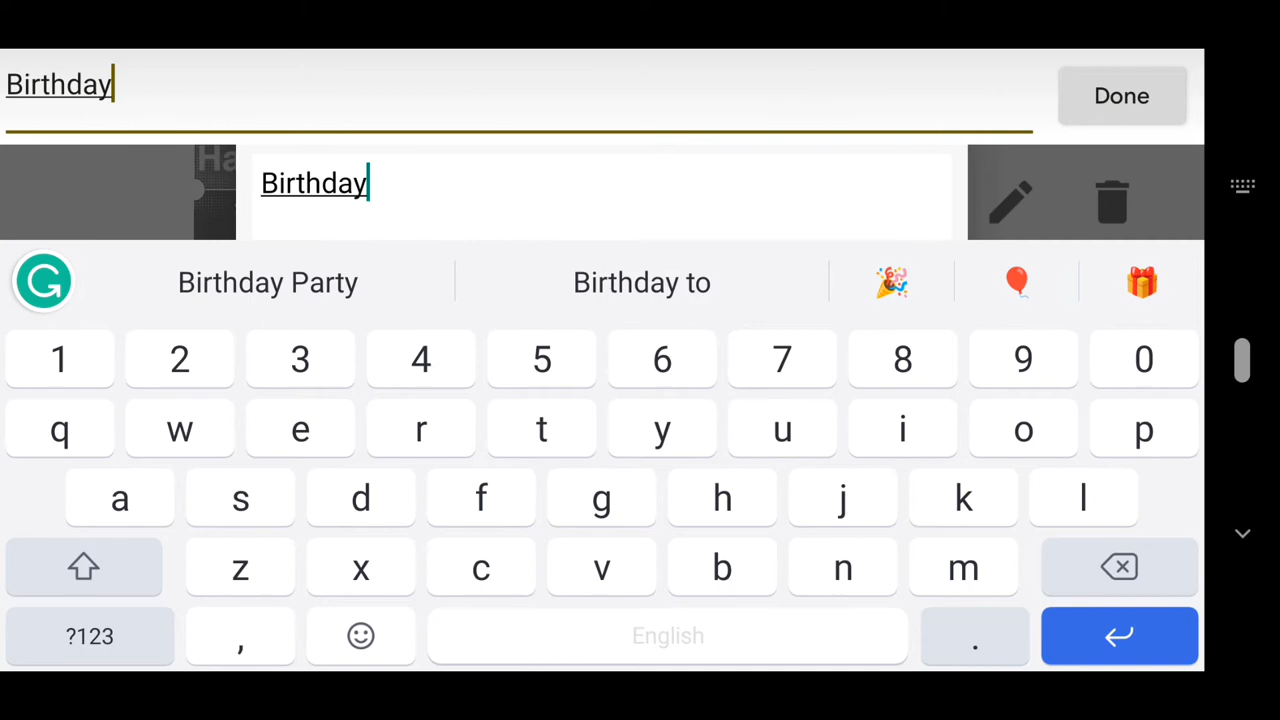 Birthday
Done
Ha
Birthday
Birthday Party
Birthday to
🎉
🎈
🎁
1 2 3 4 5 6 7 8 9 0
q w e r t y u i o p
a s d f g h j k l
z x c v b n m
?123 , English .